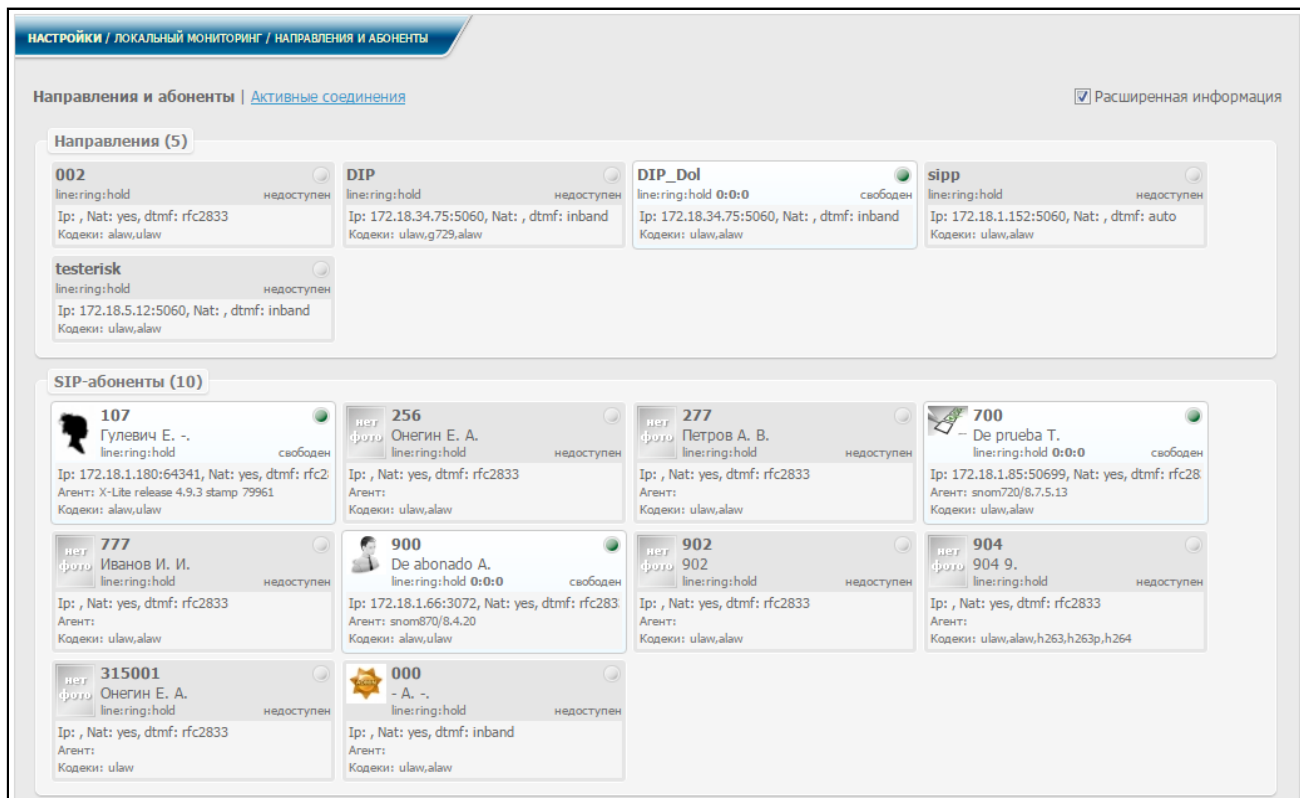 НАСТРОЙКИ / ЛОКАЛЬНЫЙ МОНИТОРИНГ / НАПРАВЛЕНИЯ И АБОНЕНТЫ
Направления и абоненты | Активные соединения
Расширенная информация
Направления (5)
002
line:ring:hold недоступен
Ip: , Nat: yes, dtmf: rfc2833
Кодеки: alaw,ulaw
DIP
line:ring:hold недоступен
Ip: 172.18.34.75:5060, Nat: , dtmf: inband
Кодеки: ulaw,g729,alaw
DIP_Dol
line:ring:hold 0:0:0 свободен
Ip: 172.18.34.75:5060, Nat: , dtmf: inband
Кодеки: ulaw,alaw
sipp
line:ring:hold недоступен
Ip: 172.18.1.152:5060, Nat: , dtmf: auto
Кодеки: ulaw,alaw
testerisk
line:ring:hold недоступен
Ip: 172.18.5.12:5060, Nat: , dtmf: inband
Кодеки: ulaw,alaw
SIP-абоненты (10)
107
Гулевич Е. -.
line:ring:hold свободен
Ip: 172.18.1.180:64341, Nat: yes, dtmf: rfc2
Агент: X-Lite release 4.9.3 stamp 79961
Кодеки: alaw,ulaw
нет фото
256
Онегин Е. А.
line:ring:hold недоступен
Ip: , Nat: yes, dtmf: rfc2833
Агент:
Кодеки: ulaw,alaw
нет фото
277
Петров А. В.
line:ring:hold недоступен
Ip: , Nat: yes, dtmf: rfc2833
Агент:
Кодеки: ulaw,alaw
700
De prueba T.
line:ring:hold 0:0:0 свободен
Ip: 172.18.1.85:50699, Nat: yes, dtmf: rfc28
Агент: snom720/8.7.5.13
Кодеки: ulaw,alaw
нет фото
777
Иванов И. И.
line:ring:hold недоступен
Ip: , Nat: yes, dtmf: rfc2833
Агент:
Кодеки: ulaw,alaw
900
De abonado A.
line:ring:hold 0:0:0 свободен
Ip: 172.18.1.66:3072, Nat: yes, dtmf: rfc283
Агент: snom870/8.4.20
Кодеки: alaw,ulaw
нет фото
902
902
line:ring:hold недоступен
Ip: , Nat: yes, dtmf: rfc2833
Агент:
Кодеки: ulaw,alaw
нет фото
904
904 9.
line:ring:hold недоступен
Ip: , Nat: yes, dtmf: rfc2833
Агент:
Кодеки: ulaw,alaw,h263,h263p,h264
нет фото
315001
Онегин Е. А.
line:ring:hold недоступен
Ip: , Nat: yes, dtmf: rfc2833
Агент:
Кодеки: ulaw
000
- А. -.
line:ring:hold недоступен
Ip: , Nat: yes, dtmf: inband
Агент:
Кодеки: ulaw,alaw